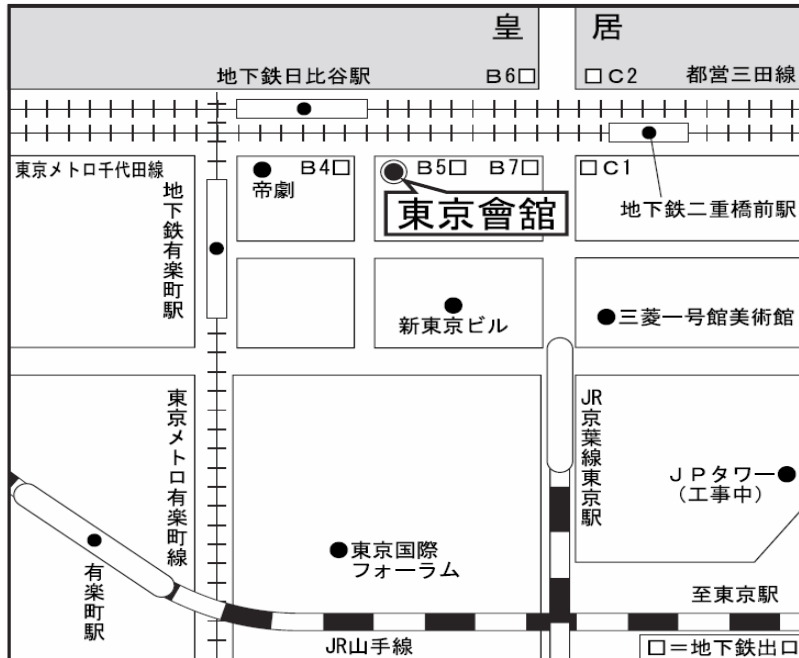 皇居
地下鉄日比谷駅
B6□
□C2
都営三田線
東京メトロ千代田線
帝劇
B4□
B5□
B7□
□C1
東京會舘
地下鉄二重橋前駅
地下鉄有楽町駅
新東京ビル
三菱一号館美術館
東京メトロ有楽町線
JR京葉線東京駅
JPタワー
(工事中)
東京国際
フォーラム
有楽町駅
至東京駅
JR山手線
□=地下鉄出口